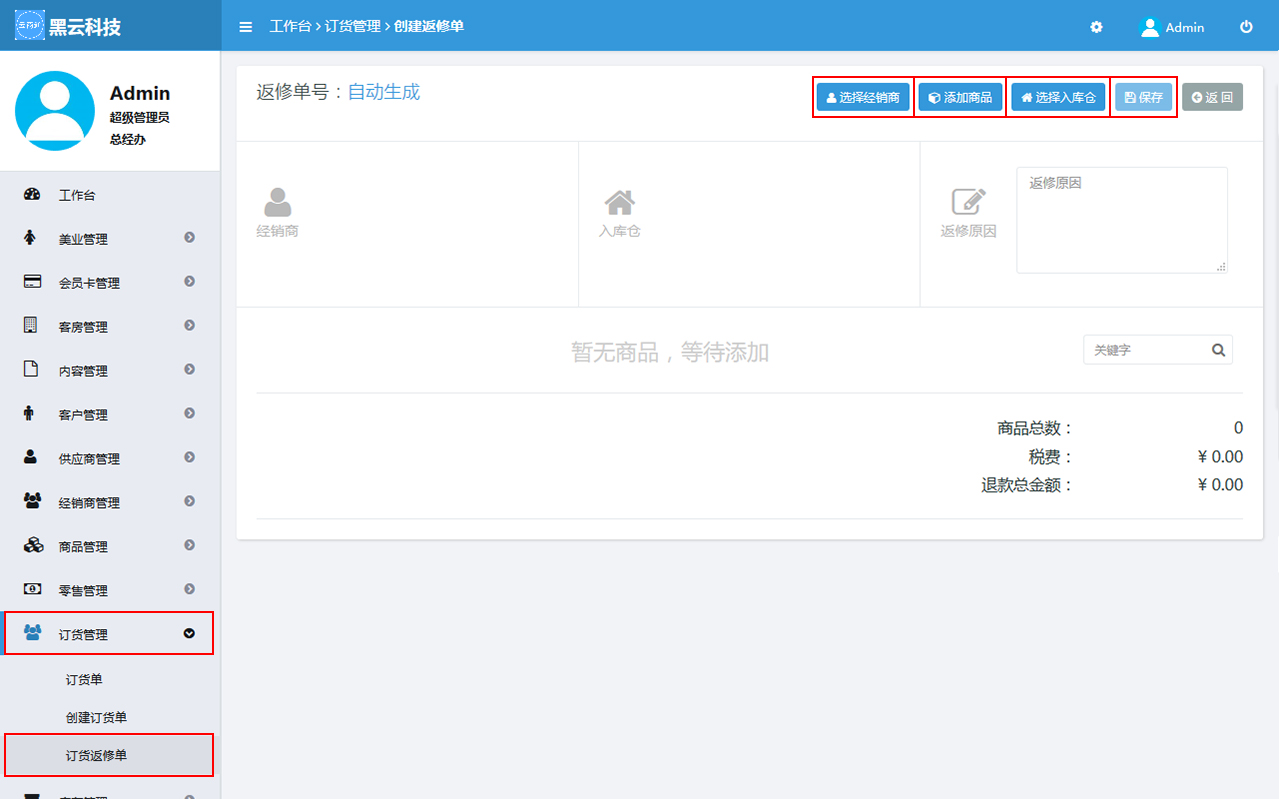 黑云科技
工作台 › 订货管理 › 创建返修单
Admin
Admin
超级管理员
总经办
工作台
美业管理
会员卡管理
客房管理
内容管理
客户管理
供应商管理
经销商管理
商品管理
零售管理
订货管理
订货单
创建订货单
订货返修单
返修单号：自动生成
选择经销商
添加商品
选择入库仓
保存
返 回
经销商
入库仓
返修原因
返修原因
暂无商品，等待添加
关键字
商品总数： 0
税费： ¥ 0.00
退款总金额： ¥ 0.00